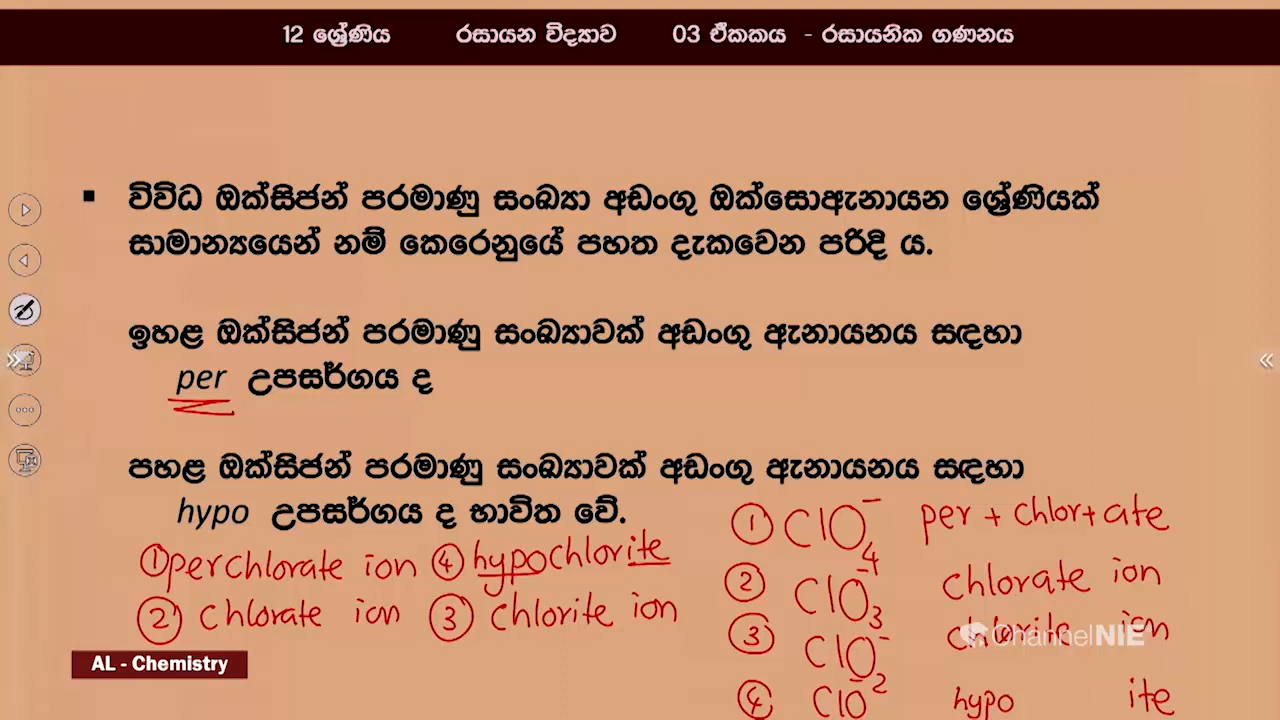 12 ශ්‍රේණිය රසායන විද්‍යාව 03 ඒකකය - රසායනික ගණනය
▪ විවිධ ඔක්සිජන් පරමාණු සංඛ්‍යා අඩංගු ඔක්සොඇනායන ශ්‍රේණියක්
සාමාන්‍යයෙන් නම් කෙරෙනුයේ පහත දැකවෙන පරිදි ය.
ඉහළ ඔක්සිජන් පරමාණු සංඛ්‍යාවක් අඩංගු ඇනායනය සඳහා
per උපසර්ගය ද
පහළ ඔක්සිජන් පරමාණු සංඛ්‍යාවක් අඩංගු ඇනායනය සඳහා
hypo උපසර්ගය ද භාවිත වේ.
① perchlorate ion ④ hypochlorite
② chlorate ion ③ chlorite ion
① ClO₄⁻ per + chlor + ate
② ClO₃⁻ chlorate ion
③ ClO₂⁻ chlorite ion
④ ClO⁻ hypo ite
ChannelNIE
AL - Chemistry